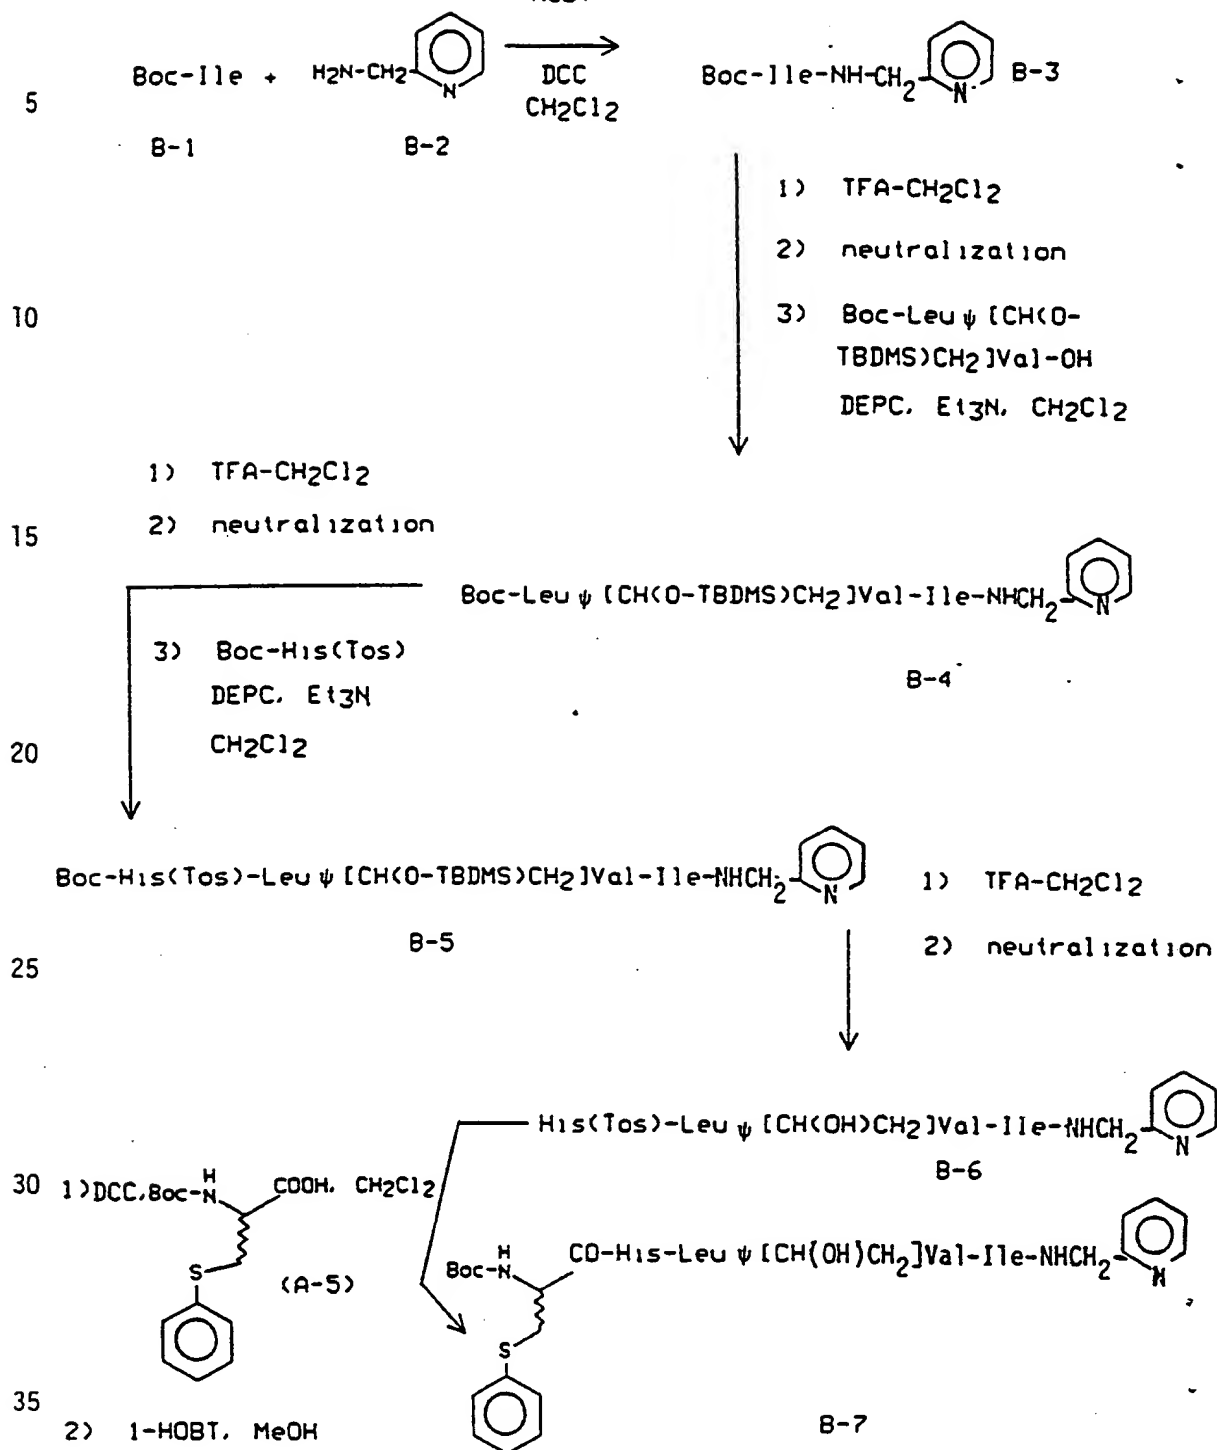 Boc-Ile + H2N-CH2 N
DCC
CH2Cl2
Boc-Ile-NH-CH2 N B-3
5
B-1
B-2
1) TFA-CH2Cl2
2) neutralization
10
3) Boc-Leu ψ [CH(O-
TBDMS)CH2]Val-OH
DEPC, Et3N, CH2Cl2
1) TFA-CH2Cl2
15
2) neutralization
Boc-Leu ψ [CH(O-TBDMS)CH2]Val-Ile-NHCH2 N
B-4
3) Boc-His(Tos)
DEPC, Et3N
CH2Cl2
20
Boc-His(Tos)-Leu ψ [CH(O-TBDMS)CH2]Val-Ile-NHCH2 N
B-5
1) TFA-CH2Cl2
2) neutralization
25
His(Tos)-Leu ψ [CH(OH)CH2]Val-Ile-NHCH2 N
B-6
30
1) DCC, Boc-N H COOH, CH2Cl2
S
(A-5)
Boc-N H CO-His-Leu ψ [CH(OH)CH2]Val-Ile-NHCH2 N
S
35
2) 1-HOBT, MeOH
B-7